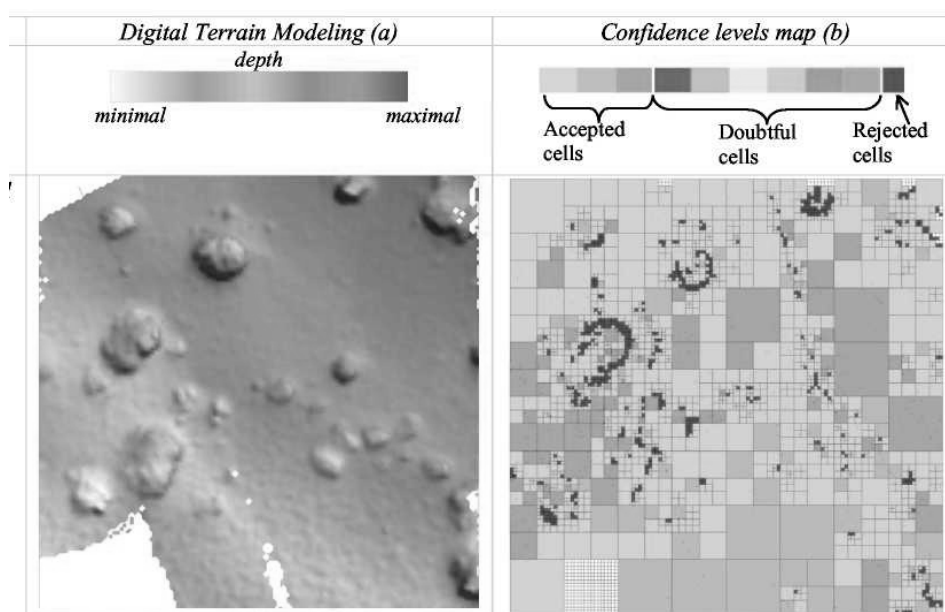 Digital Terrain Modeling (a)
Confidence levels map (b)
depth
minimal
maximal
Accepted
cells
Doubtful
cells
Rejected
cells